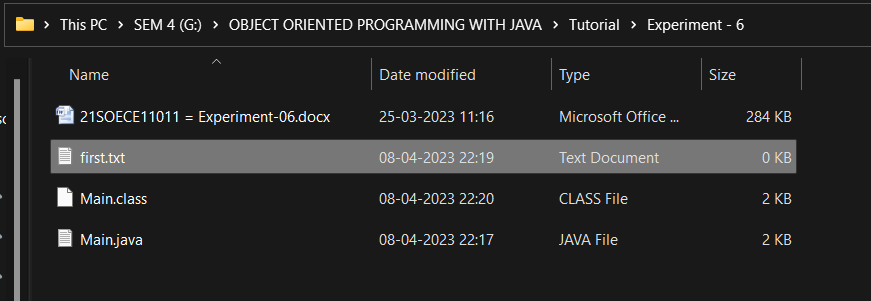 This PC > SEM 4 (G:) > OBJECT ORIENTED PROGRAMMING WITH JAVA > Tutorial > Experiment - 6
Name Date modified Type Size
21SOECE11011 = Experiment-06.docx 25-03-2023 11:16 Microsoft Office ... 284 KB
first.txt 08-04-2023 22:19 Text Document 0 KB
Main.class 08-04-2023 22:20 CLASS File 2 KB
Main.java 08-04-2023 22:17 JAVA File 2 KB